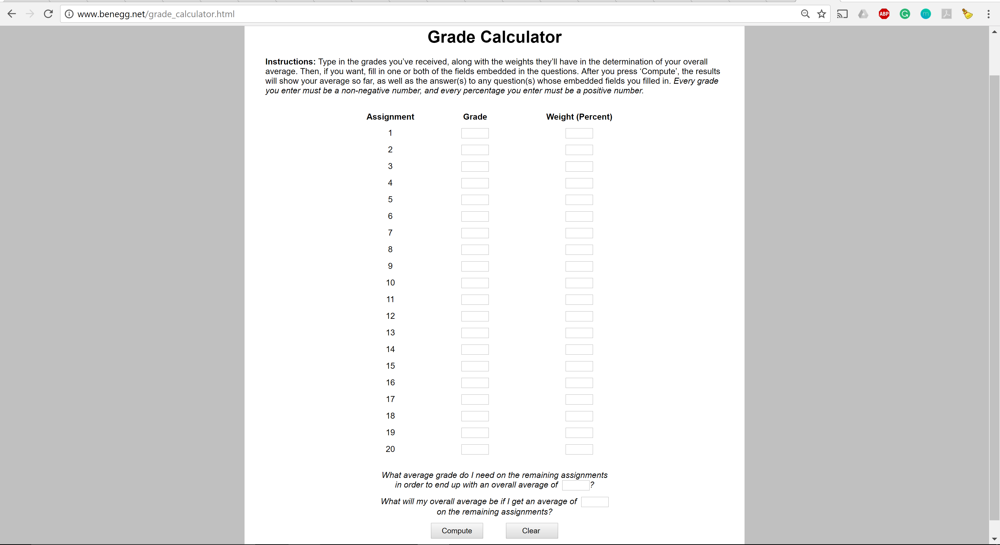 www.benegg.net/grade_calculator.html
ABP
G
m
Grade Calculator
Instructions: Type in the grades you’ve received, along with the weights they’ll have in the determination of your overall
average. Then, if you want, fill in one or both of the fields embedded in the questions. After you press ‘Compute’, the results
will show your average so far, as well as the answer(s) to any question(s) whose embedded fields you filled in. Every grade
you enter must be a non-negative number, and every percentage you enter must be a positive number.
Assignment Grade Weight (Percent)
1
2
3
4
5
6
7
8
9
10
11
12
13
14
15
16
17
18
19
20
What average grade do I need on the remaining assignments
in order to end up with an overall average of ?
What will my overall average be if I get an average of
on the remaining assignments?
Compute Clear